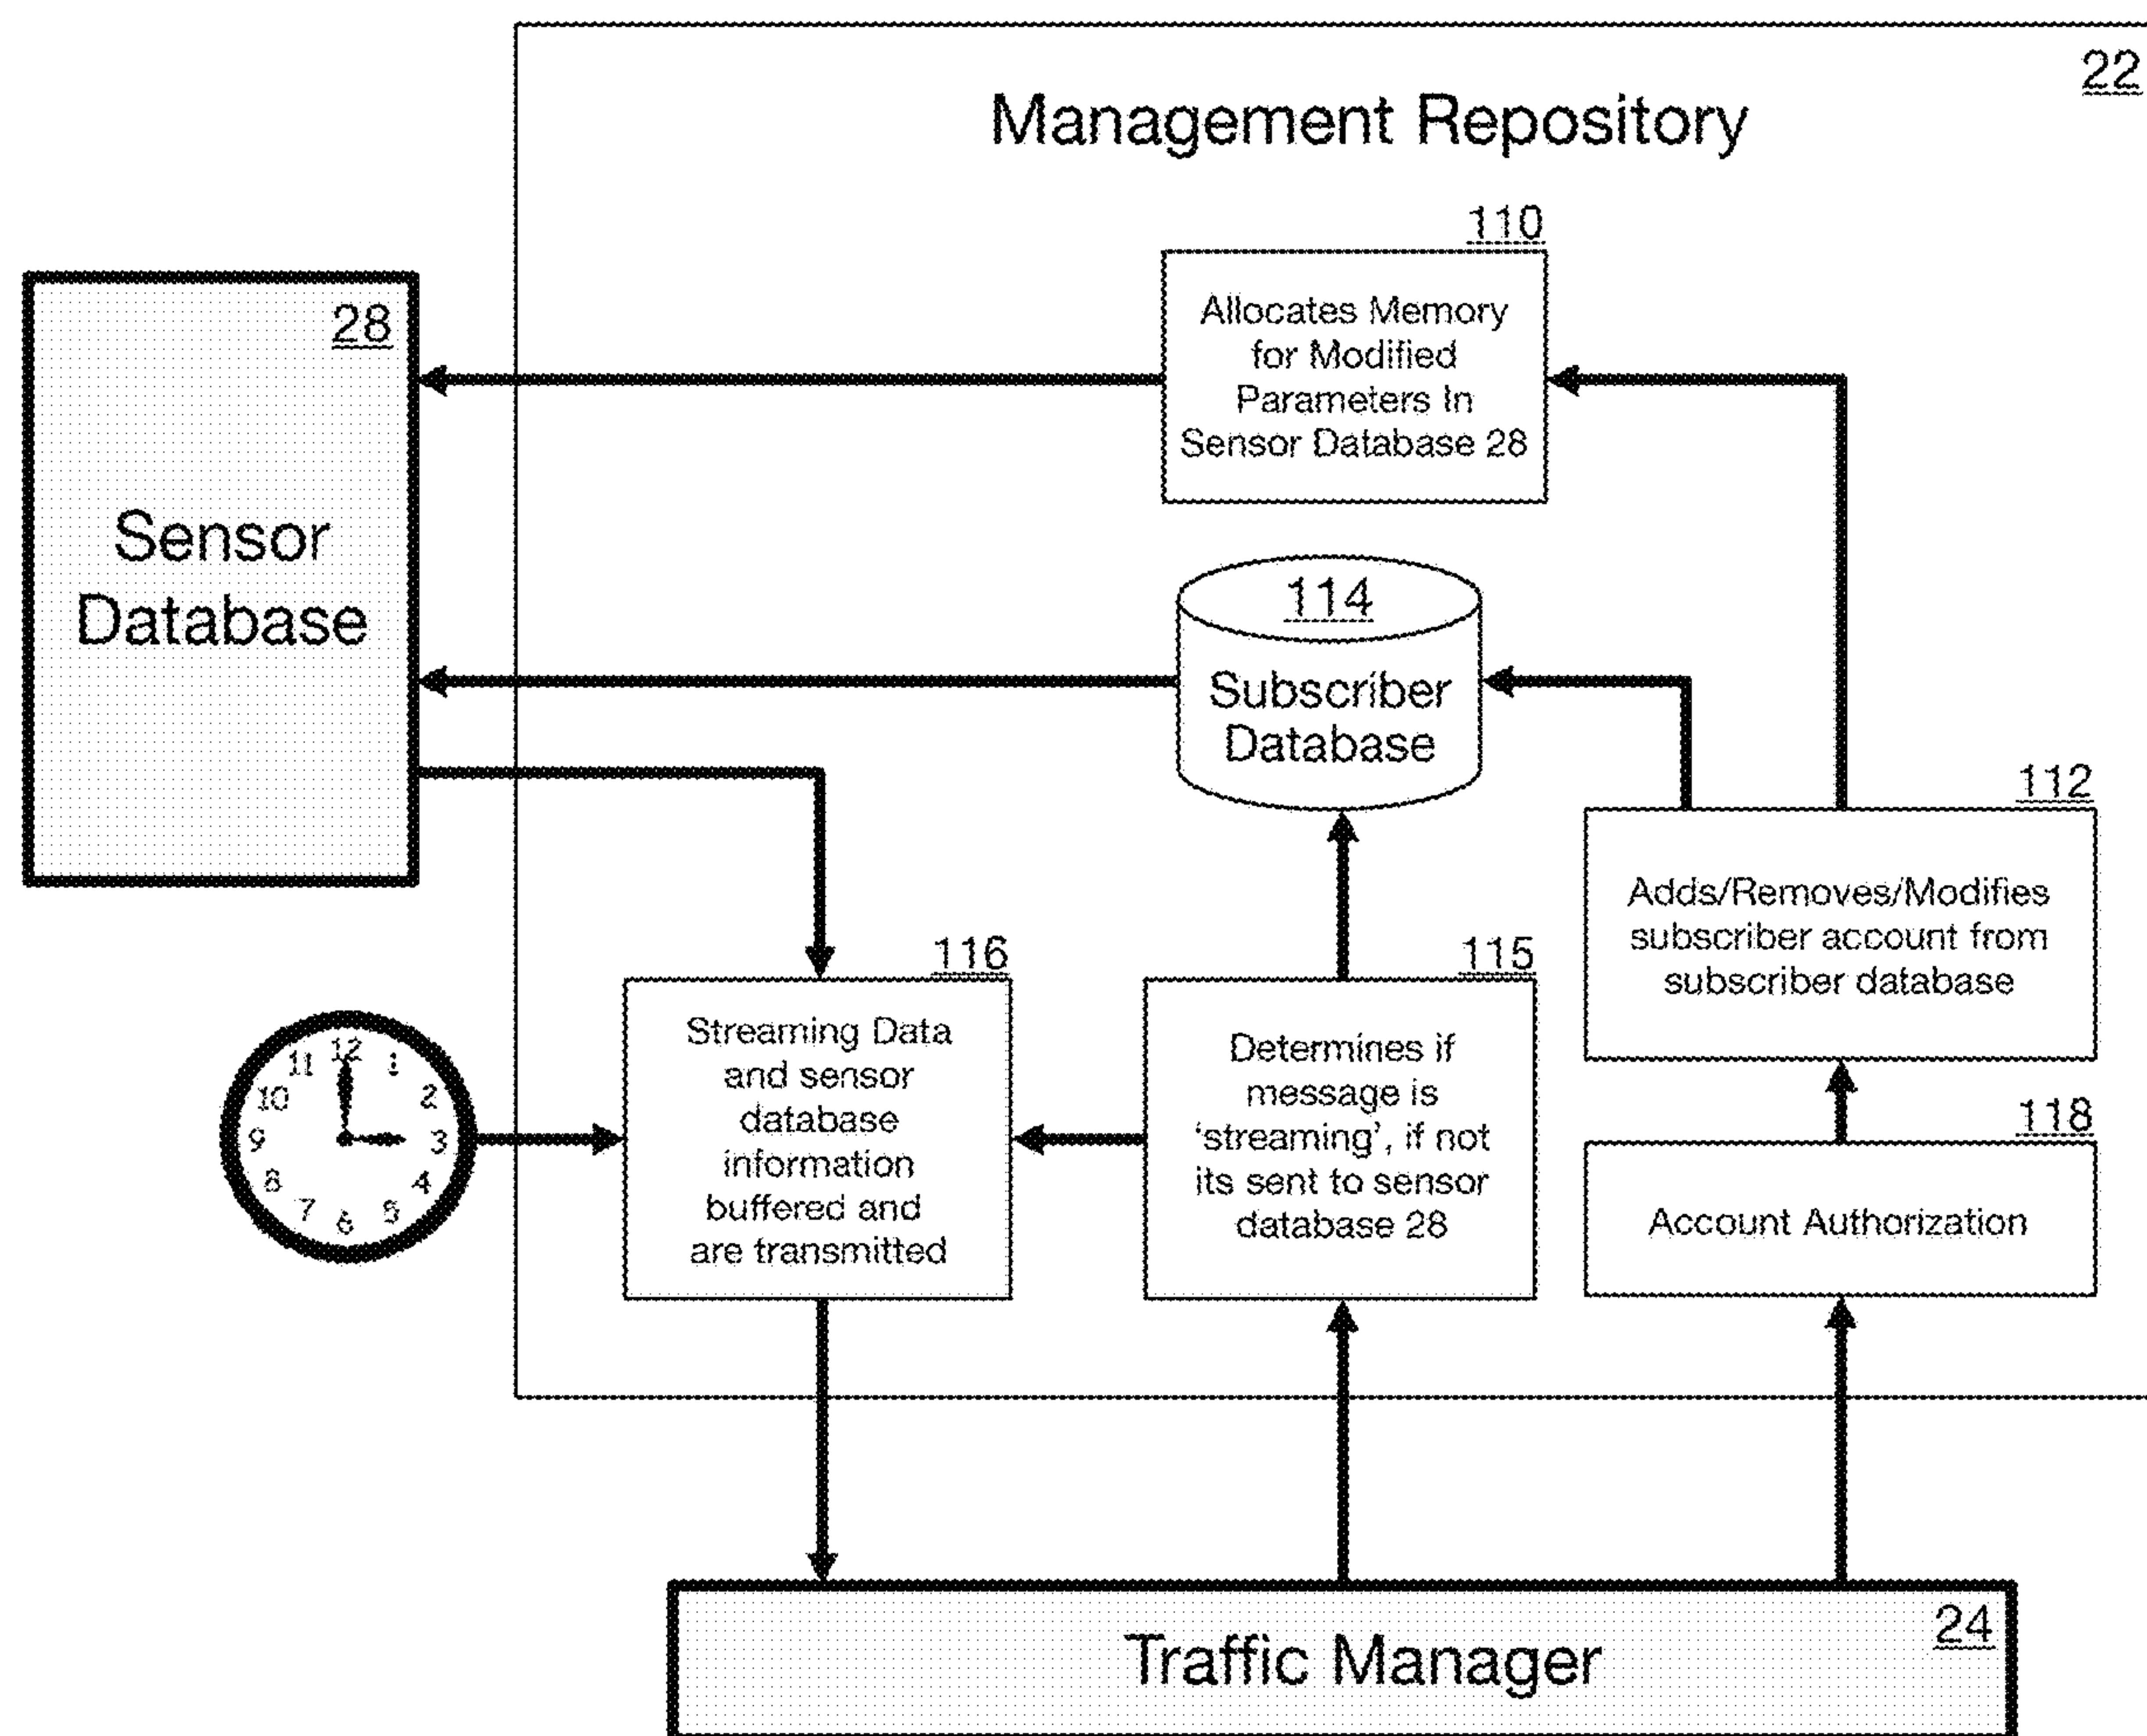 22
Management Repository
110
Allocates Memory
for Modified
Parameters In
Sensor Database 28
28
Sensor
Database
114
Subscriber
Database
112
Adds/Removes/Modifies
subscriber account from
subscriber database
116
Streaming Data
and sensor
database
information
buffered and
are transmitted
115
Determines if
message is
‘streaming’, if not
its sent to sensor
database 28
118
Account Authorization
12
1
2
3
4
5
6
7
8
9
10
11
24
Traffic Manager